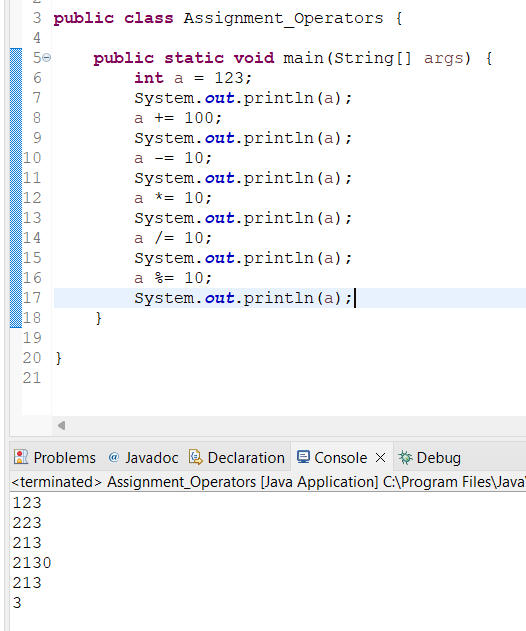 3 public class Assignment_Operators {
4
5 public static void main(String[] args) {
6 int a = 123;
7 System.out.println(a);
8 a += 100;
9 System.out.println(a);
10 a -= 10;
11 System.out.println(a);
12 a *= 10;
13 System.out.println(a);
14 a /= 10;
15 System.out.println(a);
16 a %= 10;
17 System.out.println(a);
18 }
19
20 }
21
Problems @ Javadoc Declaration Console Debug
<terminated> Assignment_Operators [Java Application] C:\Program Files\Java\
123
223
213
2130
213
3